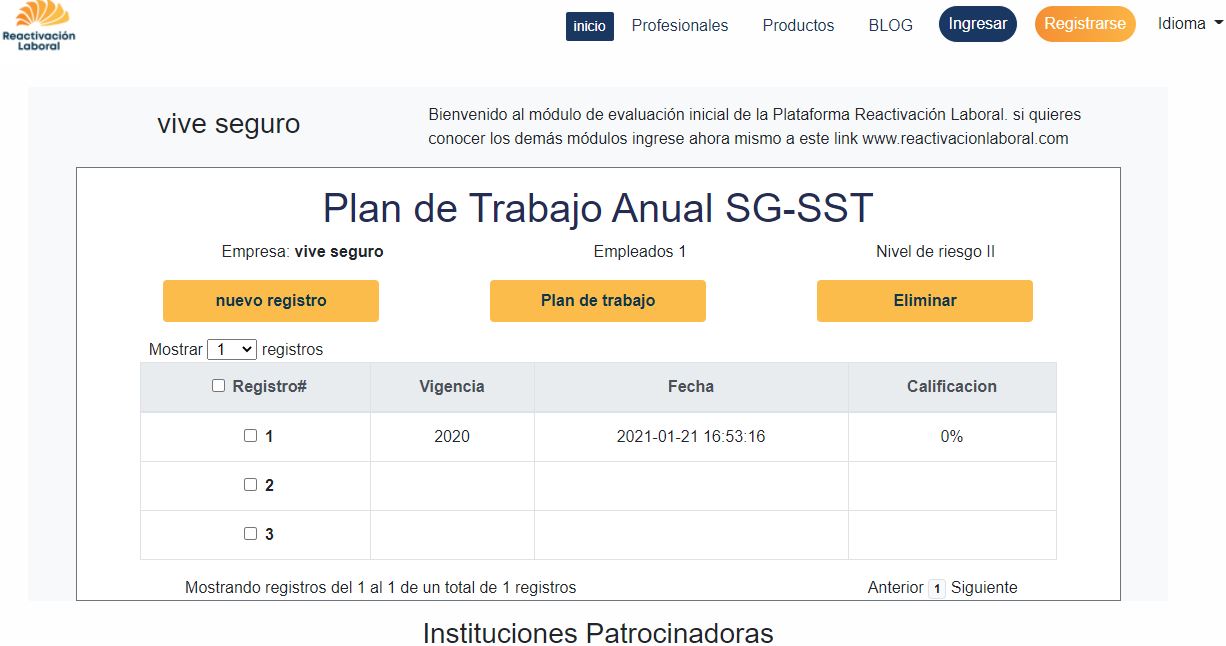 Reactivación
Laboral
inicio Profesionales Productos BLOG Ingresar Registrarse Idioma
vive seguro
Bienvenido al módulo de evaluación inicial de la Plataforma Reactivación Laboral. si quieres
conocer los demás módulos ingrese ahora mismo a este link www.reactivacionlaboral.com
Plan de Trabajo Anual SG-SST
Empresa: vive seguro Empleados 1 Nivel de riesgo II
nuevo registro Plan de trabajo Eliminar
Mostrar 1 registros
Registro# Vigencia Fecha Calificacion
1 2020 2021-01-21 16:53:16 0%
2
3
Mostrando registros del 1 al 1 de un total de 1 registros Anterior 1 Siguiente
Instituciones Patrocinadoras